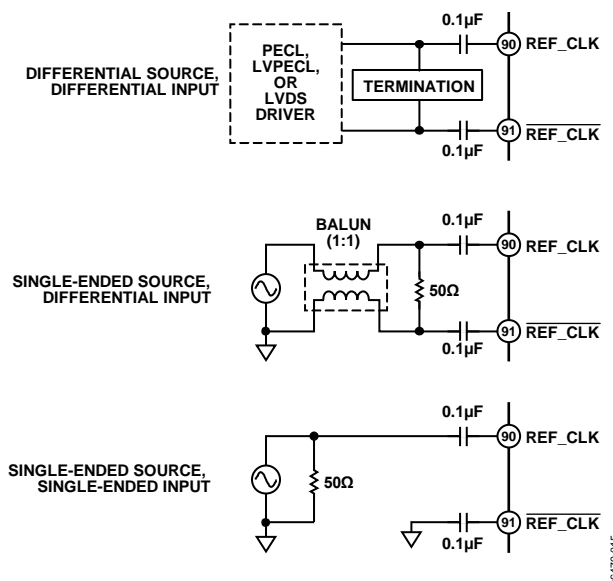 DIFFERENTIAL SOURCE,
DIFFERENTIAL INPUT
PECL,
LVPECL,
OR
LVDS
DRIVER
TERMINATION
0.1µF
90 REF_CLK
91 REF_CLK
0.1µF
SINGLE-ENDED SOURCE,
DIFFERENTIAL INPUT
BALUN
(1:1)
50Ω
0.1µF
90 REF_CLK
91 REF_CLK
0.1µF
SINGLE-ENDED SOURCE,
SINGLE-ENDED INPUT
50Ω
0.1µF
90 REF_CLK
91 REF_CLK
0.1µF